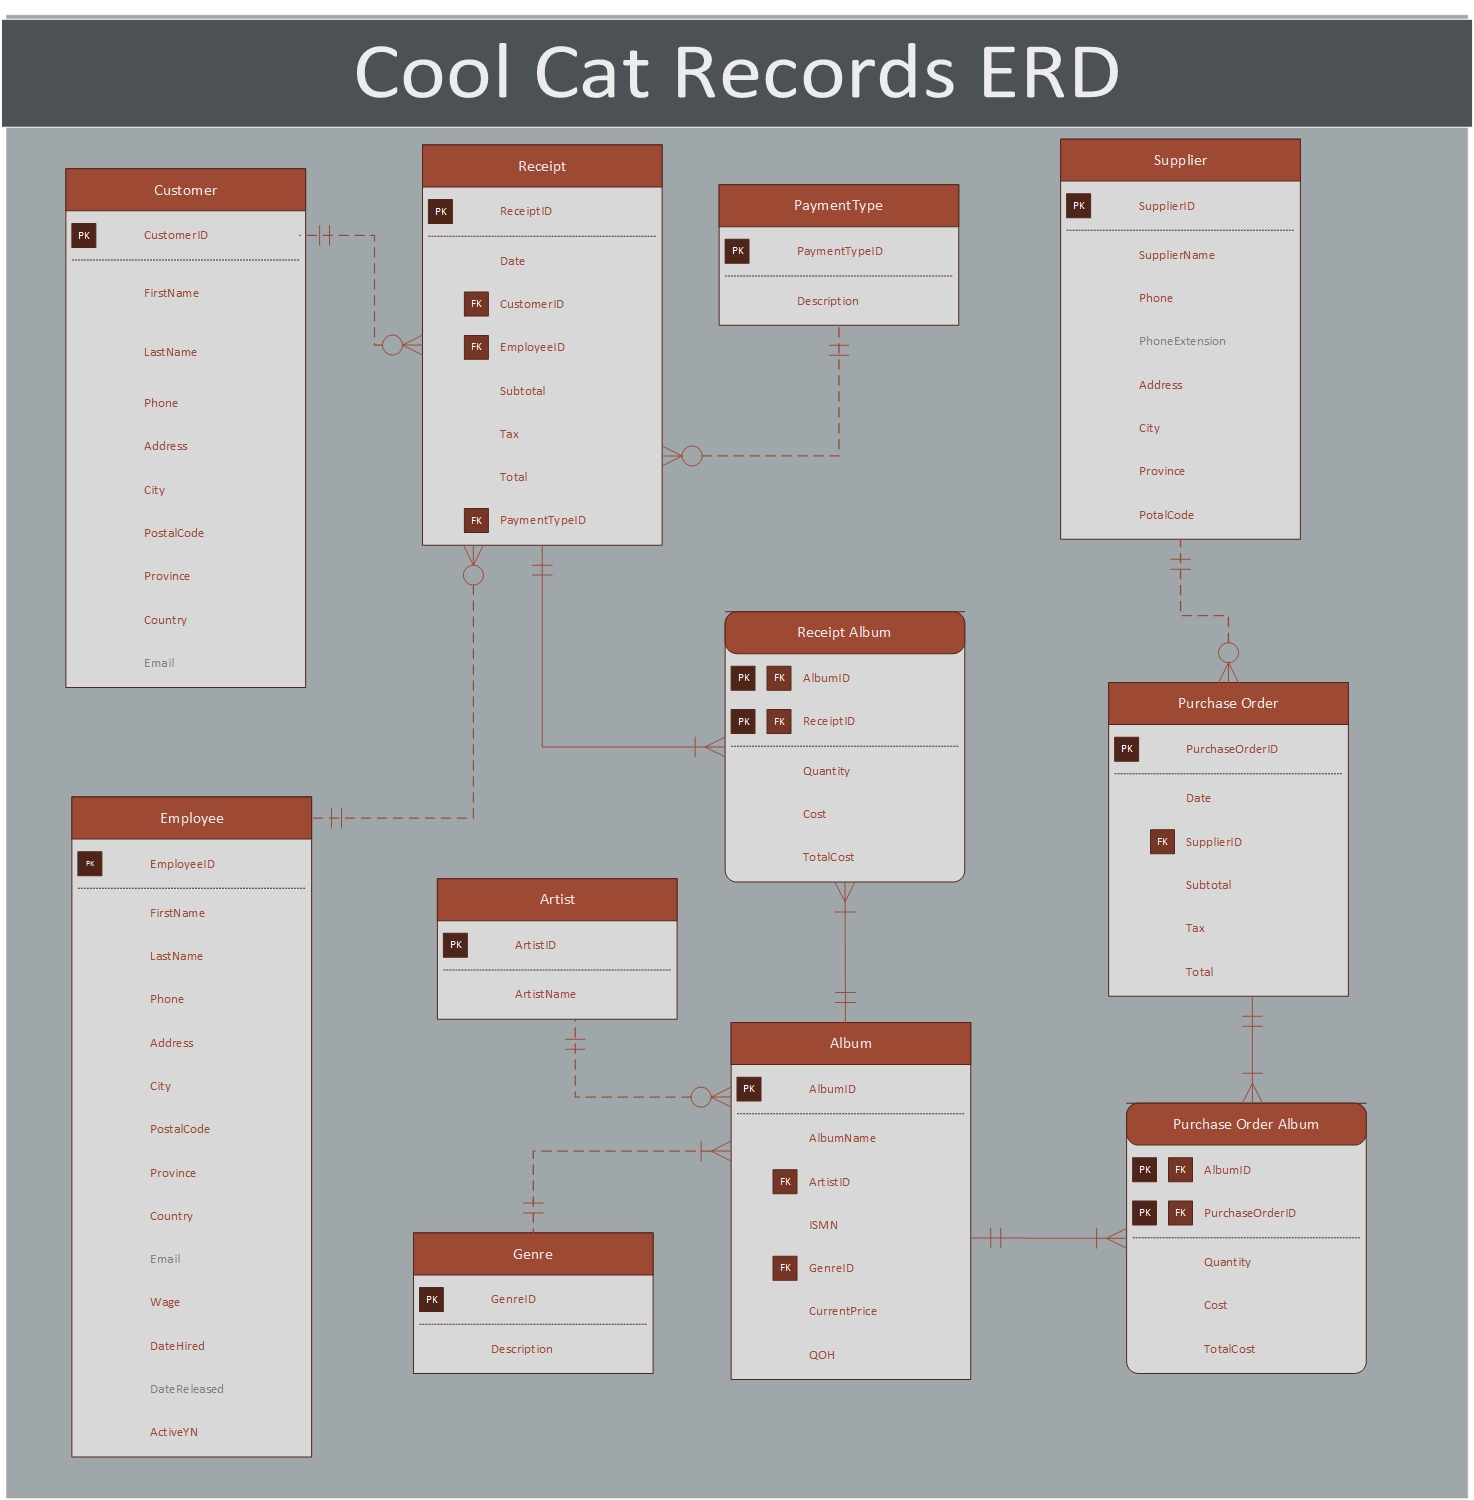 Cool Cat Records ERD
Customer
PK CustomerID
FirstName
LastName
Phone
Address
City
PostalCode
Province
Country
Email
Receipt
PK ReceiptID
Date
FK CustomerID
FK EmployeeID
Subtotal
Tax
Total
FK PaymentTypeID
PaymentType
PK PaymentTypeID
Description
Supplier
PK SupplierID
SupplierName
Phone
PhoneExtension
Address
City
Province
PotalCode
Receipt Album
PK FK AlbumID
PK FK ReceiptID
Quantity
Cost
TotalCost
Purchase Order
PK PurchaseOrderID
Date
FK SupplierID
Subtotal
Tax
Total
Employee
PK EmployeeID
FirstName
LastName
Phone
Address
City
PostalCode
Province
Country
Email
Wage
DateHired
DateReleased
ActiveYN
Artist
PK ArtistID
ArtistName
Album
PK AlbumID
AlbumName
FK ArtistID
ISMN
FK GenreID
CurrentPrice
QOH
Genre
PK GenreID
Description
Purchase Order Album
PK FK AlbumID
PK FK PurchaseOrderID
Quantity
Cost
TotalCost